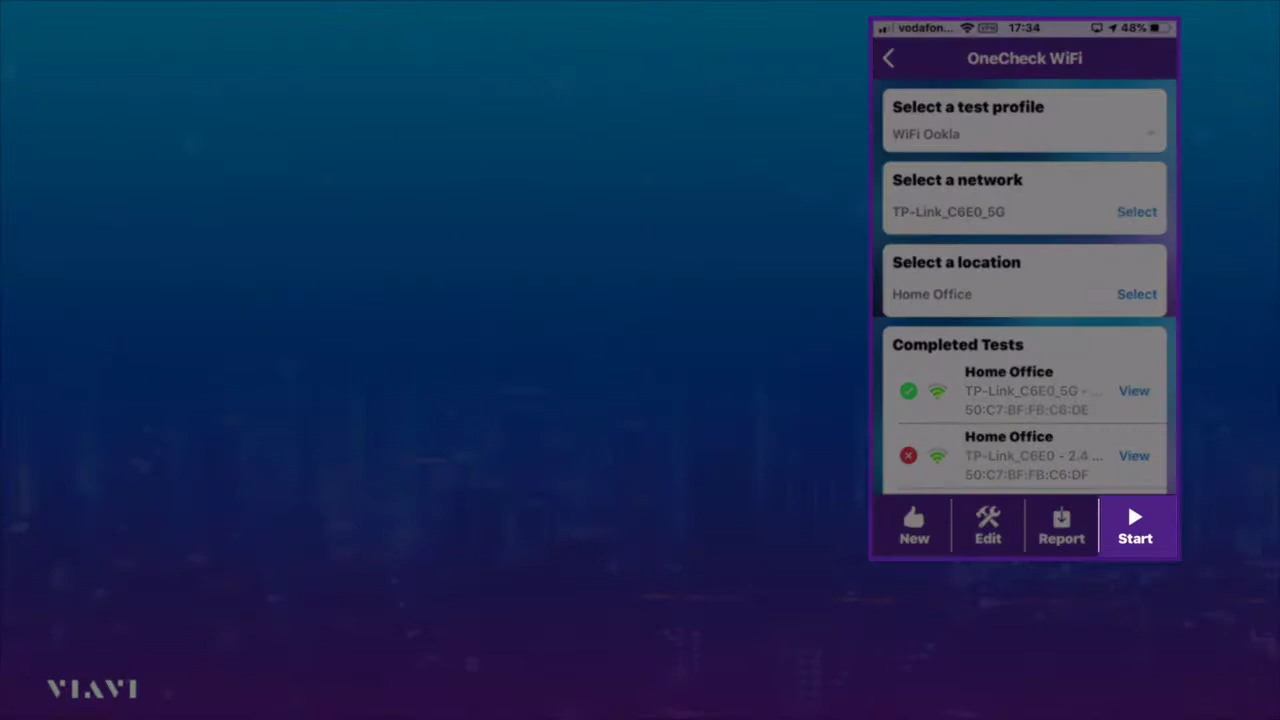 vodafon... VPN 17:34 48%
OneCheck WiFi
Select a test profile
WiFi Ookla
Select a network
TP-Link_C6E0_5G Select
Select a location
Home Office Select
Completed Tests
Home Office
TP-Link_C6E0_5G - ... View
50:C7:BF:FB:C6:DE
Home Office
TP-Link_C6E0 - 2.4 ... View
50:C7:BF:FB:C6:DF
New Edit Report Start
VIAVI